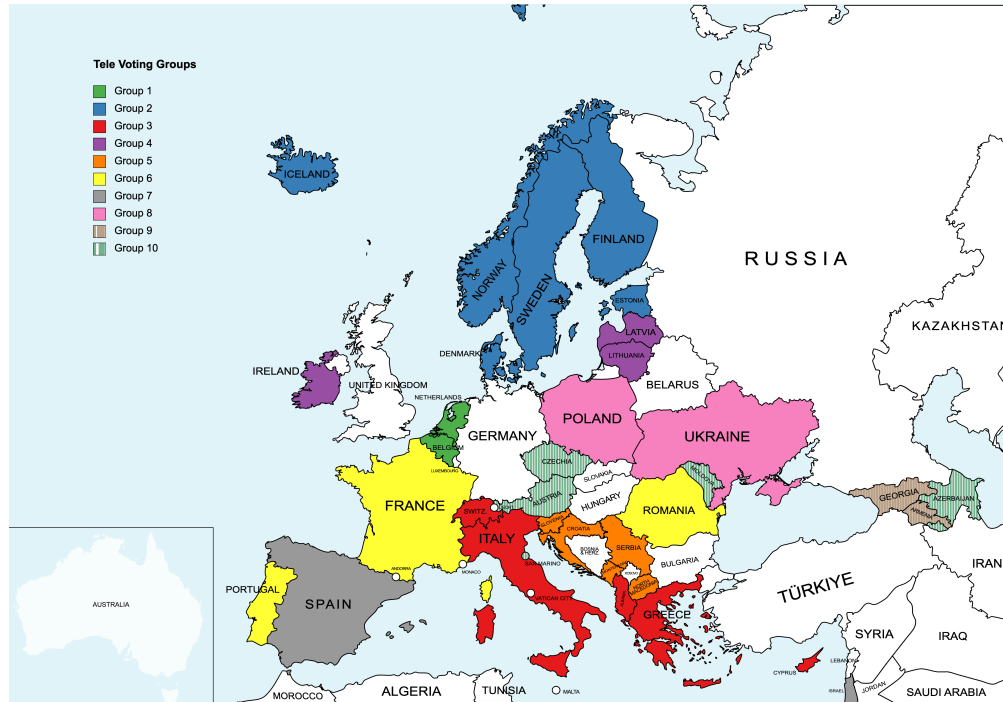 Tele Voting Groups
Group 1
Group 2
Group 3
Group 4
Group 5
Group 6
Group 7
Group 8
Group 9
Group 10
ICELAND
FINLAND
NORWAY
SWEDEN
RUSSIA
ESTONIA
LATVIA
KAZAKHSTAN
DENMARK
LITHUANIA
IRELAND
UNITED KINGDOM
BELARUS
NETHERLANDS
POLAND
GERMANY
UKRAINE
BELGIUM
LUXEMBOURG
CZECHIA
SLOVAKIA
MOLDOVA
AUSTRIA
HUNGARY
FRANCE
SWITZ.
ROMANIA
GEORGIA
AZERBAIJAN
ARMENIA
SLOVENIA
CROATIA
ITALY
BOSNIA
& HERZ.
SERBIA
SAN MARINO
BULGARIA
MONACO
ANDORRA
KOSOVO
IRAN
PORTUGAL
SPAIN
NORTH
MACEDONIA
ALBANIA
TÜRKIYE
VATICAN CITY
GREECE
AUSTRALIA
SYRIA
IRAQ
CYPRUS
LEBANON
MOROCCO
ALGERIA
TUNISIA
MALTA
ISRAEL
JORDAN
SAUDI ARABIA